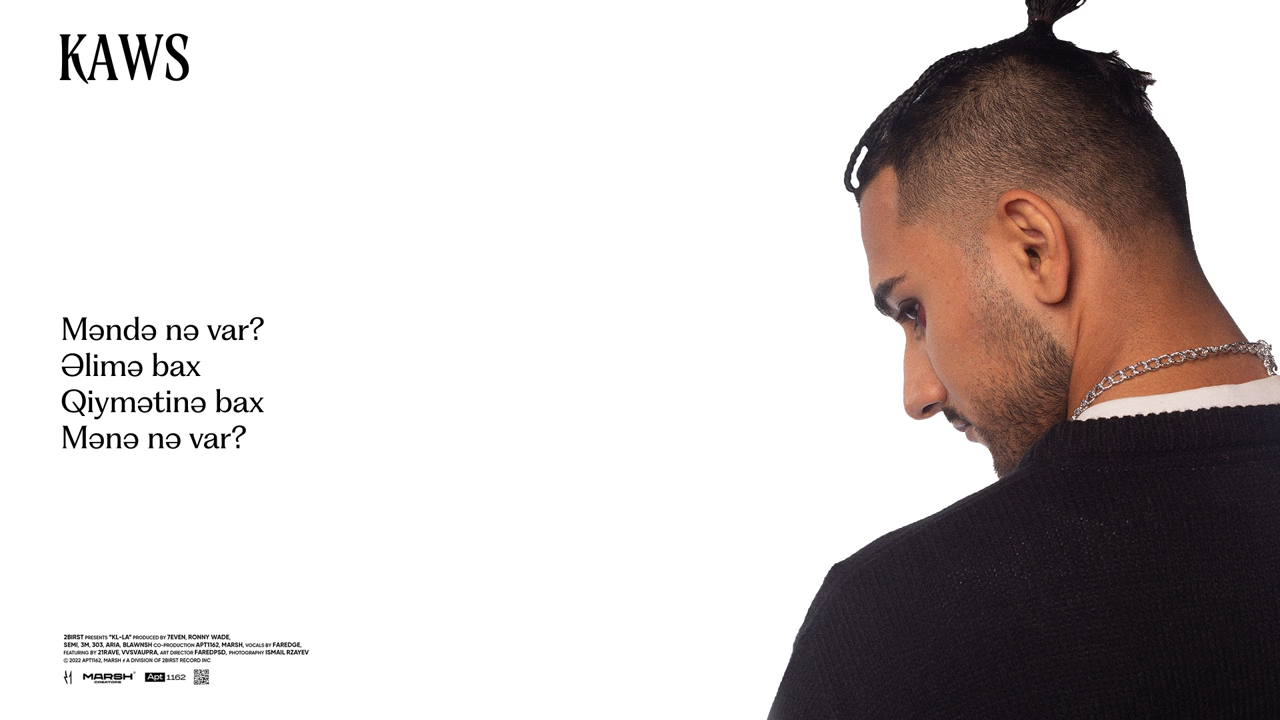 KAWS
Məndə nə var?
Əlimə bax
Qiymətinə bax
Mənə nə var?
2BIRST PRESENTS "KL-LA" PRODUCED BY 7EVEN, RONNY WADE,
SEMI, 3M, 303, ARIA, BLAWNSH CO-PRODUCTION APT1162, MARSH, VOCALS BY FAREDGE,
FEATURING BY 21RAVE, VVSVAUPRA, ART DIRECTOR FAREDPSD, PHOTOGRAPHY ISMAIL RZAYEV
© 2022 APT1162, MARSH // A DIVISION OF 2BIRST RECORD INC
MARSH CREATORS Apt 1162